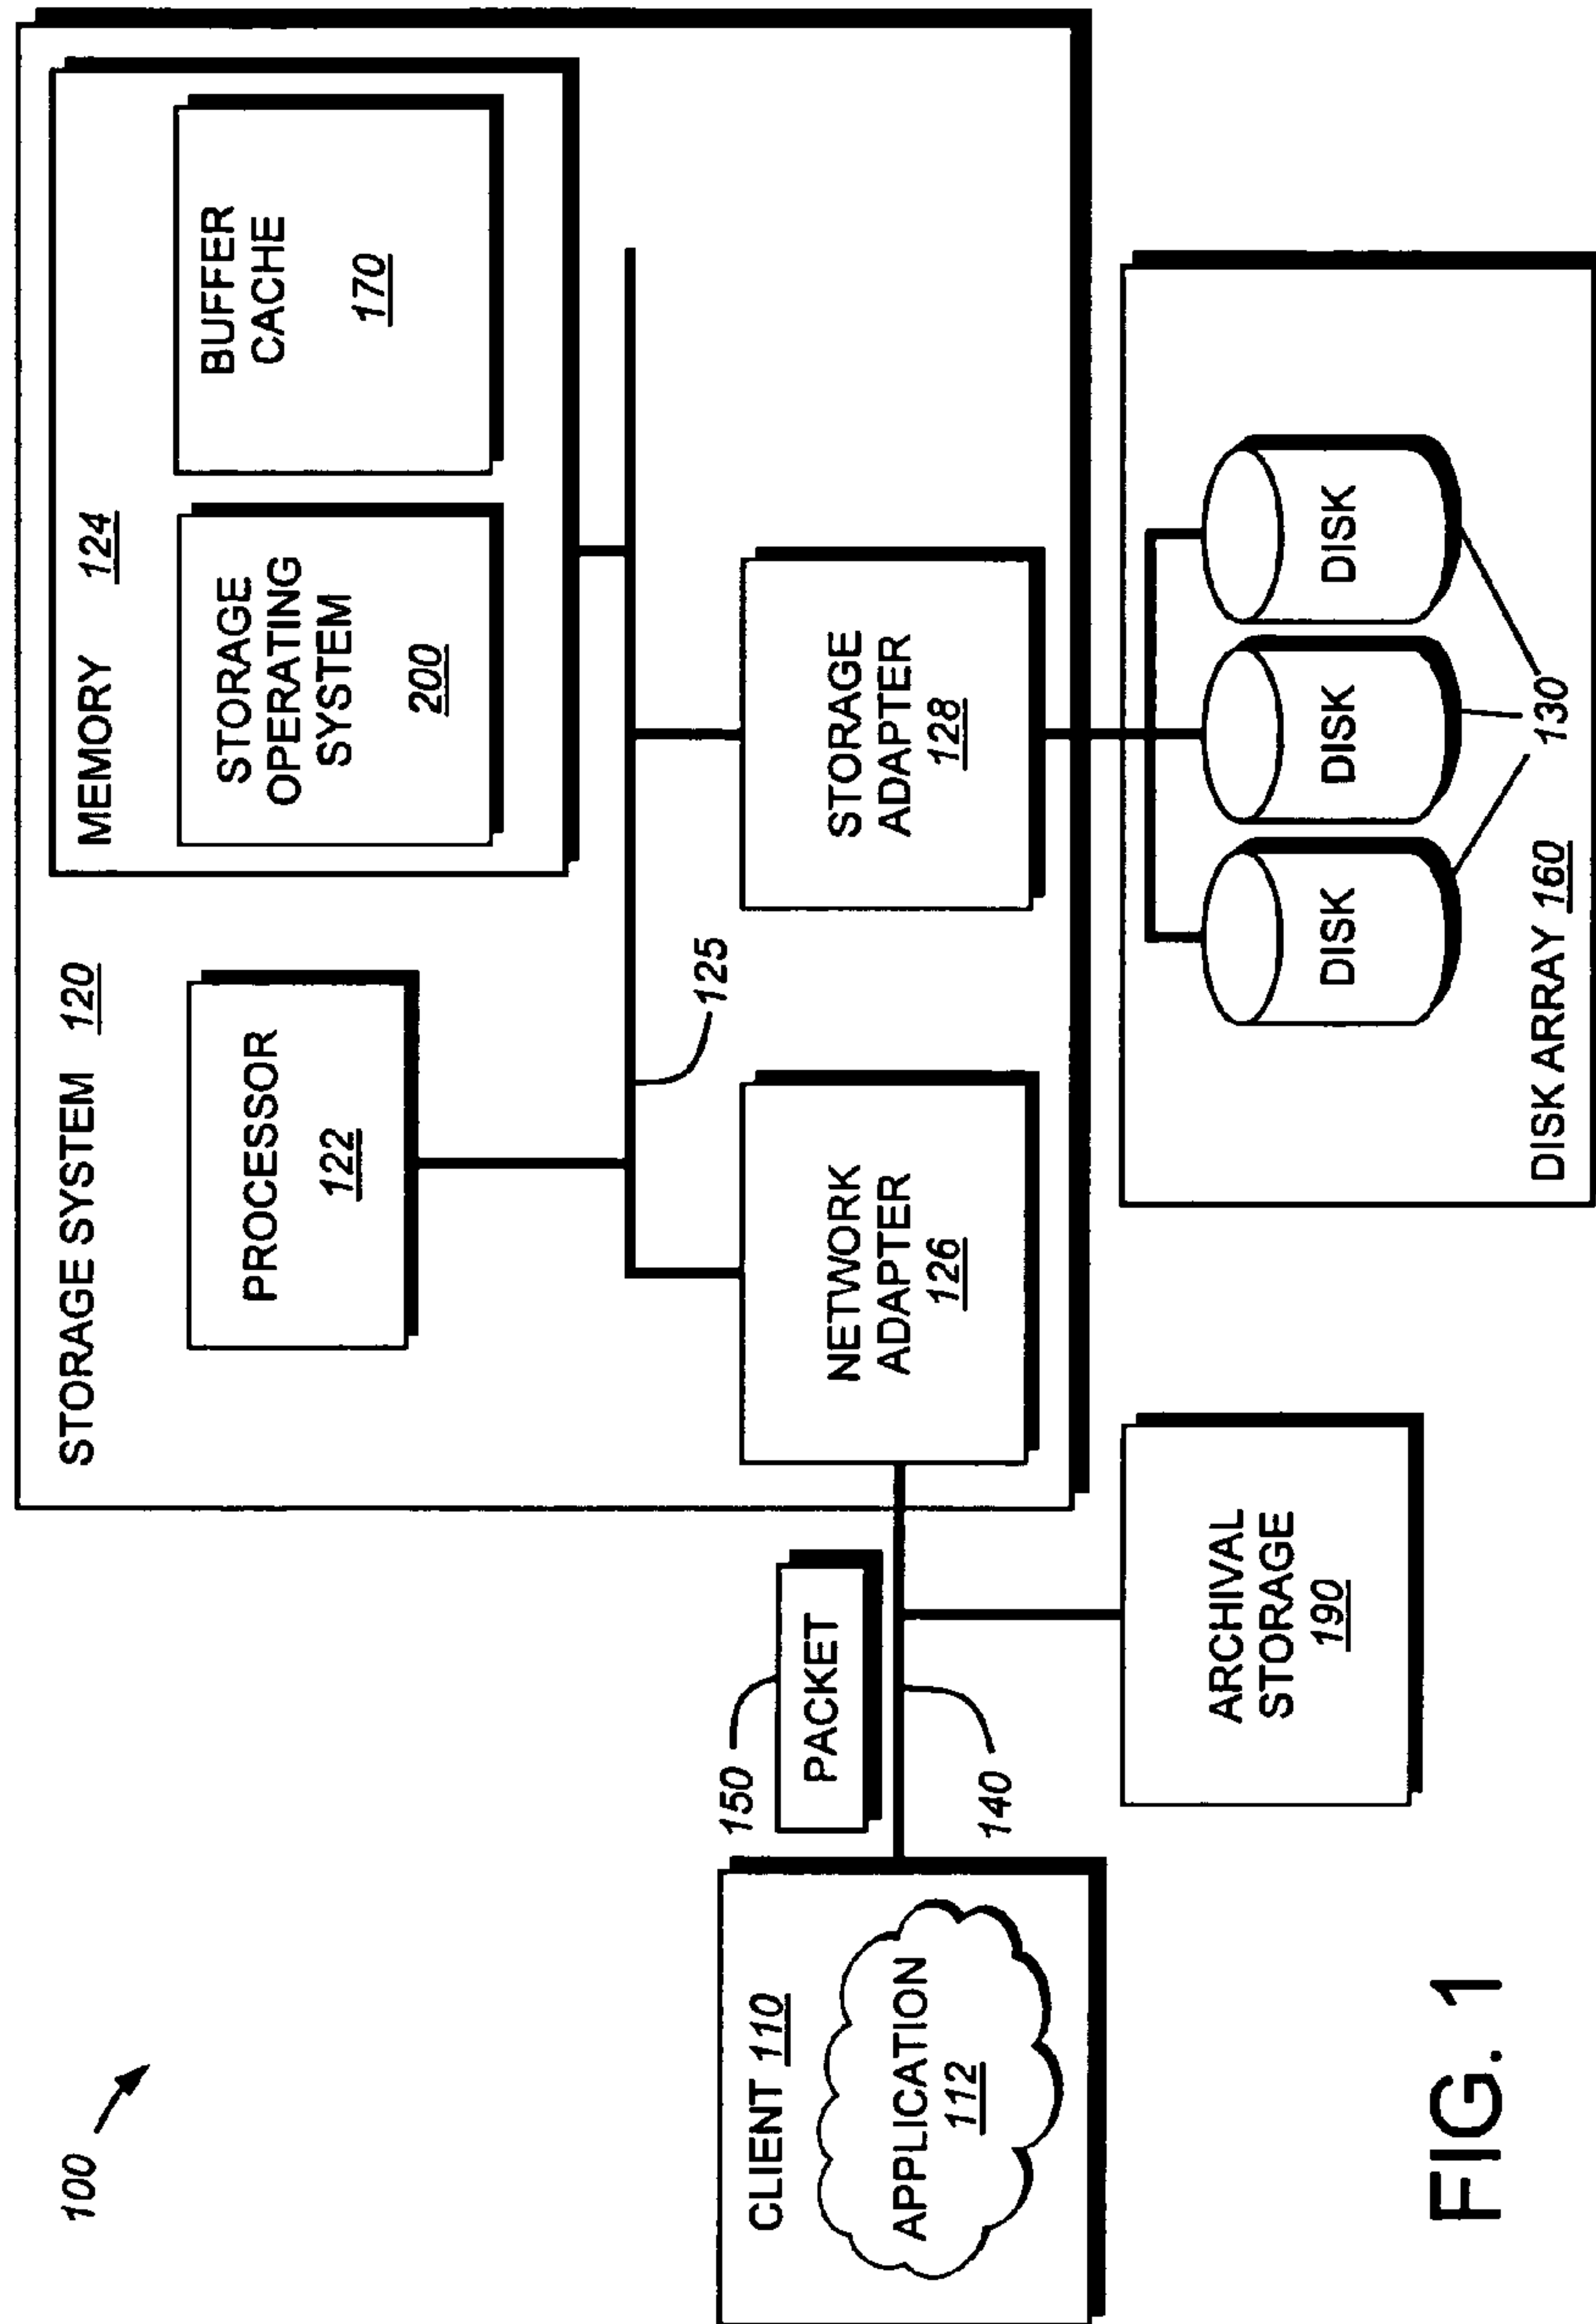 100
STORAGE SYSTEM 120
MEMORY 124
PROCESSOR
122
STORAGE
OPERATING
SYSTEM
200
BUFFER
CACHE
170
125
NETWORK
ADAPTER
126
STORAGE
ADAPTER
128
CLIENT 110
APPLICATION
112
150
PACKET
140
ARCHIVAL
STORAGE
190
DISK
DISK
DISK
130
DISK ARRAY 160
FIG. 1